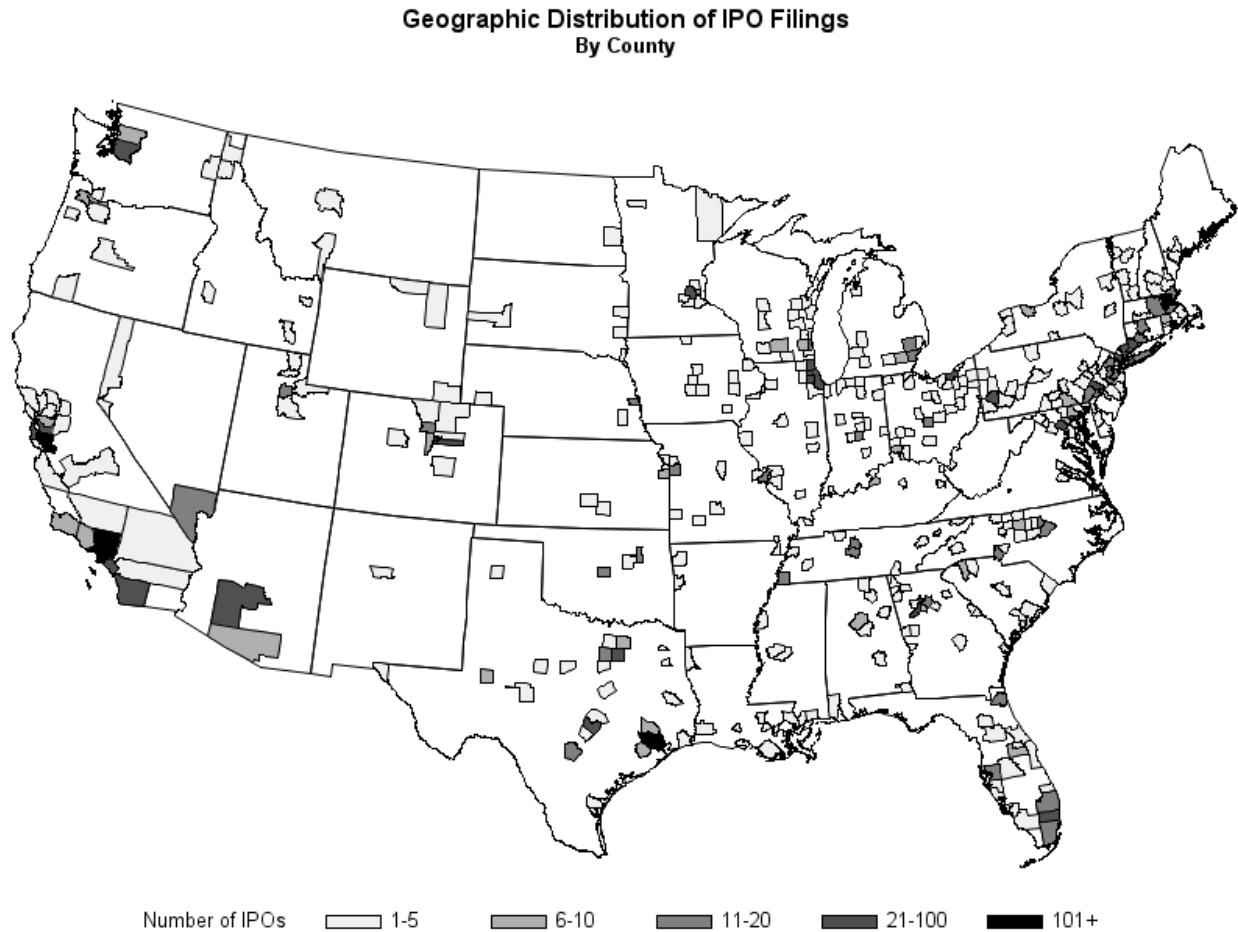 Geographic Distribution of IPO Filings
By County
Number of IPOs 1-5 6-10 11-20 21-100 101+